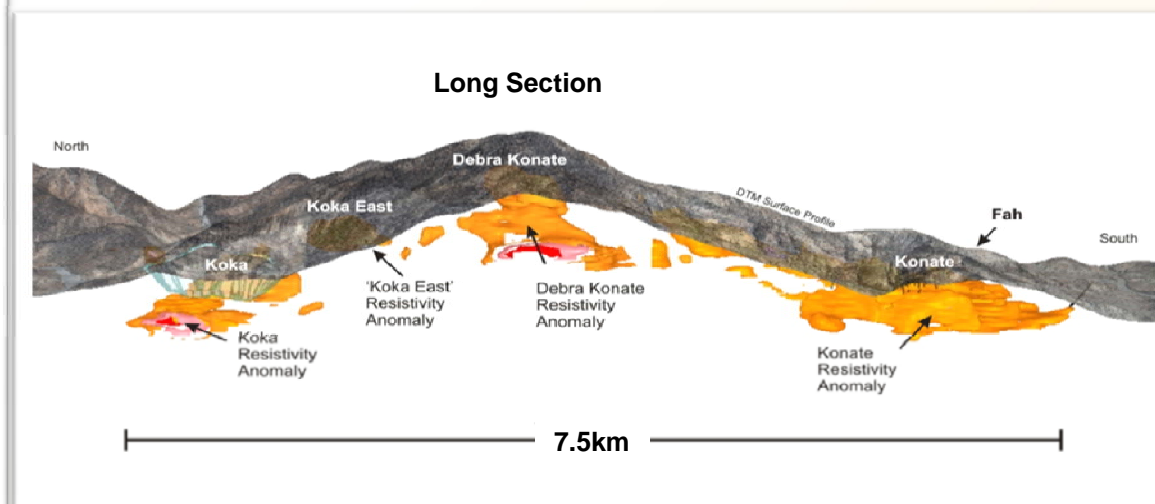 Long Section
North
Debra Konate
DTM Surface Profile
Koka East
Fah
South
Koka
Konate
'Koka East'
Resistivity
Anomaly
Debra Konate
Resistivity
Anomaly
Koka
Resistivity
Anomaly
Konate
Resistivity
Anomaly
7.5km